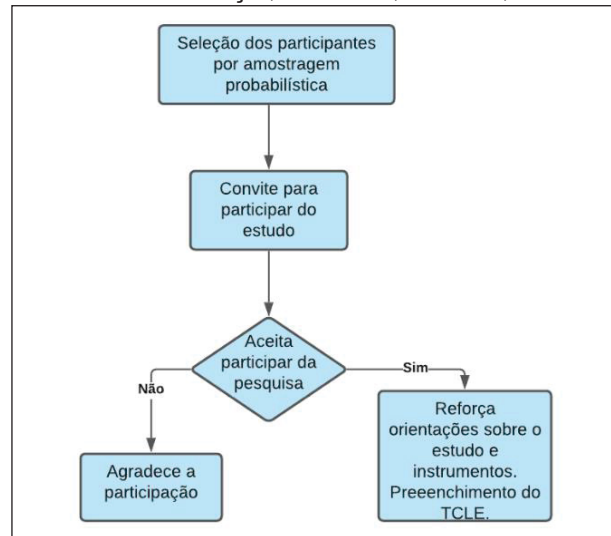 Seleção dos participantes
por amostragem
probabilística
Convite para
participar do
estudo
Aceita
participar da
pesquisa
Não
Sim
Agradece a
participação
Reforça
orientações sobre o
estudo e
instrumentos.
Preeenchimento do
TCLE.